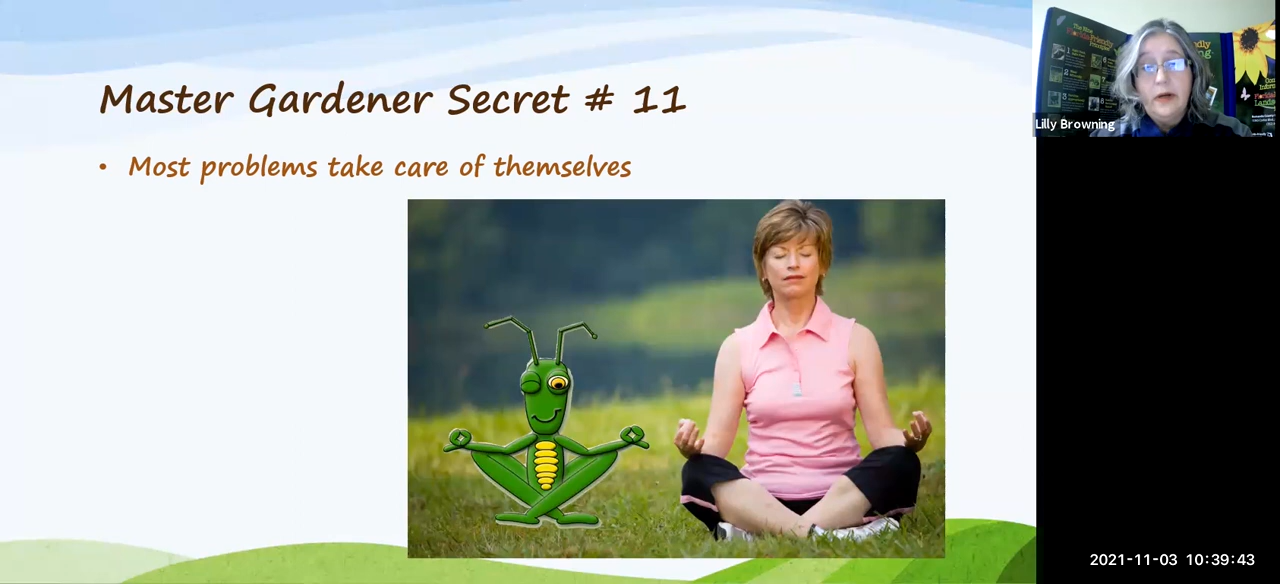 Master Gardener Secret # 11
• Most problems take care of themselves
Lilly Browning
2021-11-03 10:39:43